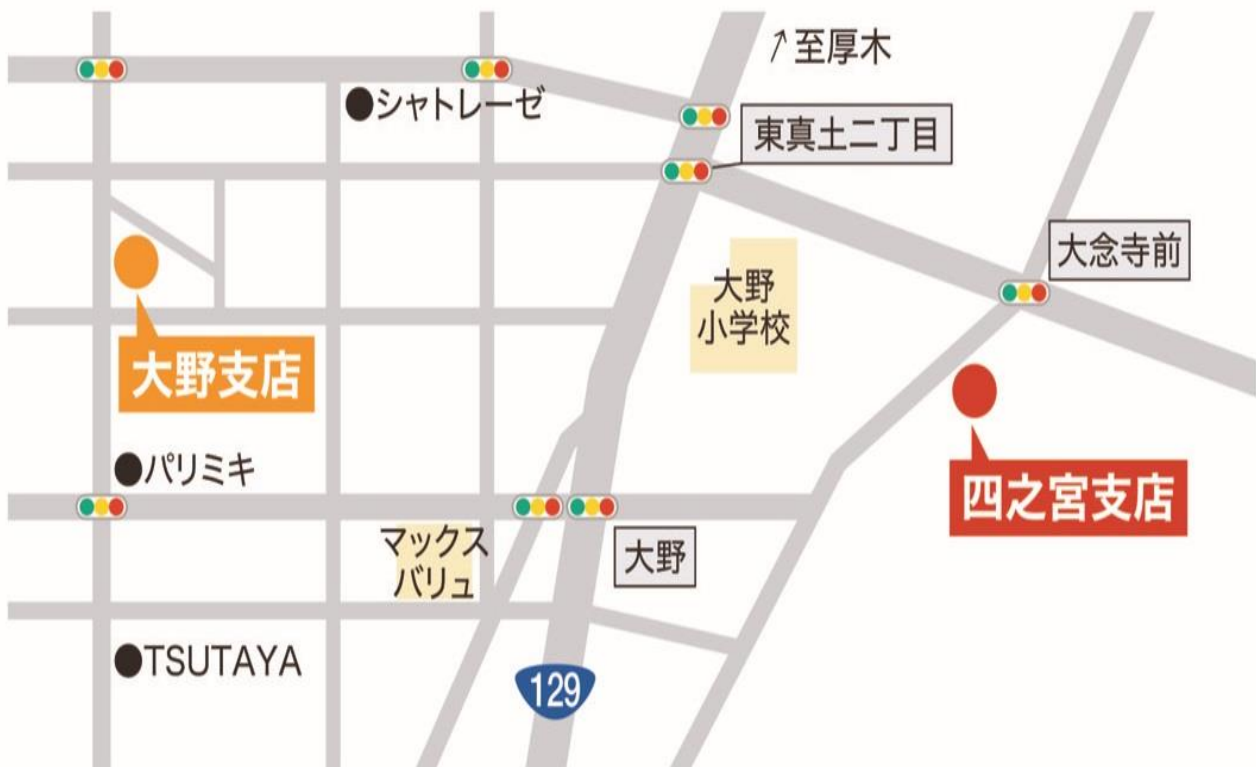 ↗至厚木
●シャトレーゼ
東真土二丁目
大念寺前
大野
小学校
大野支店
●パリミキ
四之宮支店
マックス
バリュ
大野
●TSUTAYA
129